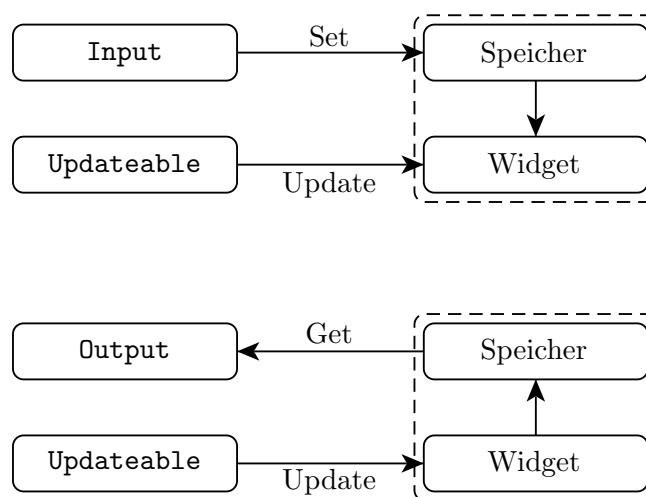 Input
Set
Speicher
Updateable
Update
Widget
Output
Get
Speicher
Updateable
Update
Widget